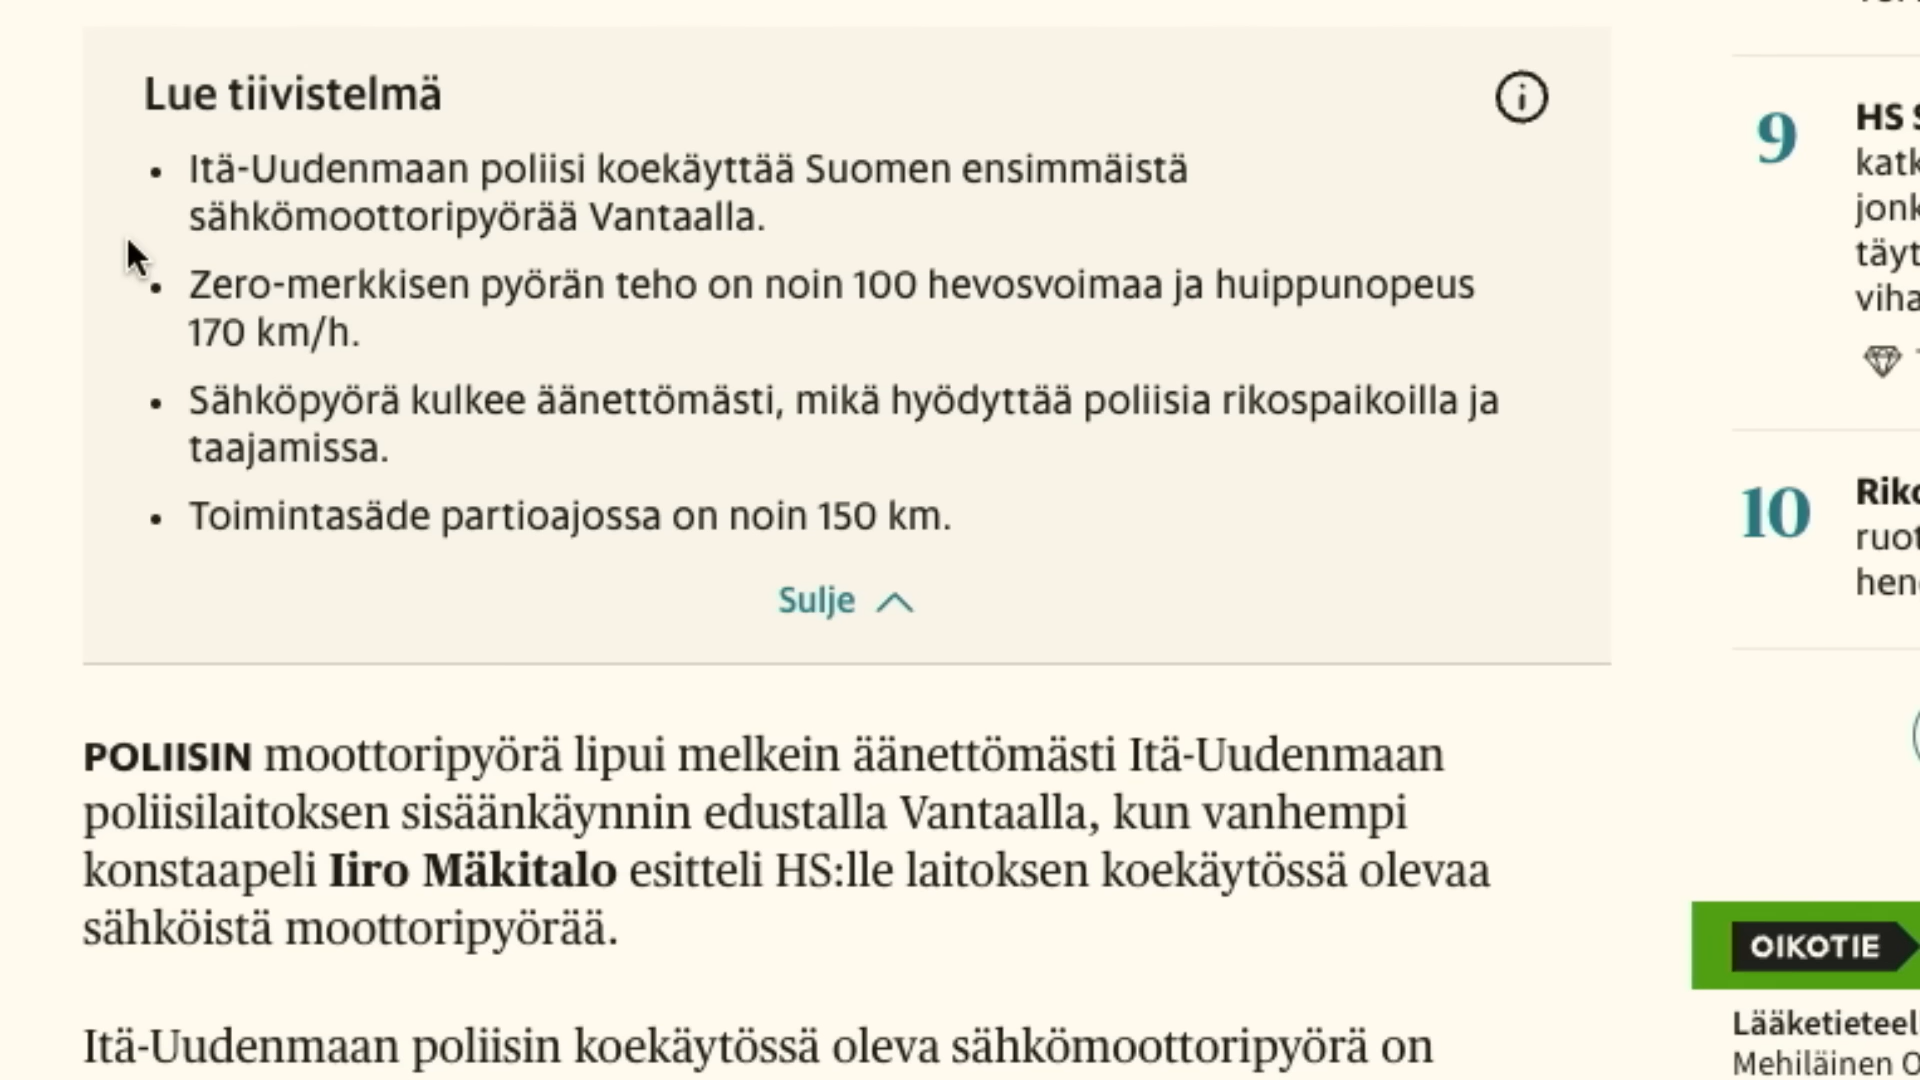 Lue tiivistelmä
• Itä-Uudenmaan poliisi koekäyttää Suomen ensimmäistä
sähkömoottoripyörää Vantaalla.
• Zero-merkkisen pyörän teho on noin 100 hevosvoimaa ja huippunopeus
170 km/h.
• Sähköpyörä kulkee äänettömästi, mikä hyödyttää poliisia rikospaikoilla ja
taajamissa.
• Toimintasäde partioajossa on noin 150 km.
Sulje
POLIISIN moottoripyörä lipui melkein äänettömästi Itä-Uudenmaan
poliisilaitoksen sisäänkäynnin edustalla Vantaalla, kun vanhempi
konstaapeli Iiro Mäkitalo esitteli HS:lle laitoksen koekäytössä olevaa
sähköistä moottoripyörää.
Itä-Uudenmaan poliisin koekäytössä oleva sähkömoottoripyörä on
9
HS
10
OIKOTIE
Mehiläinen